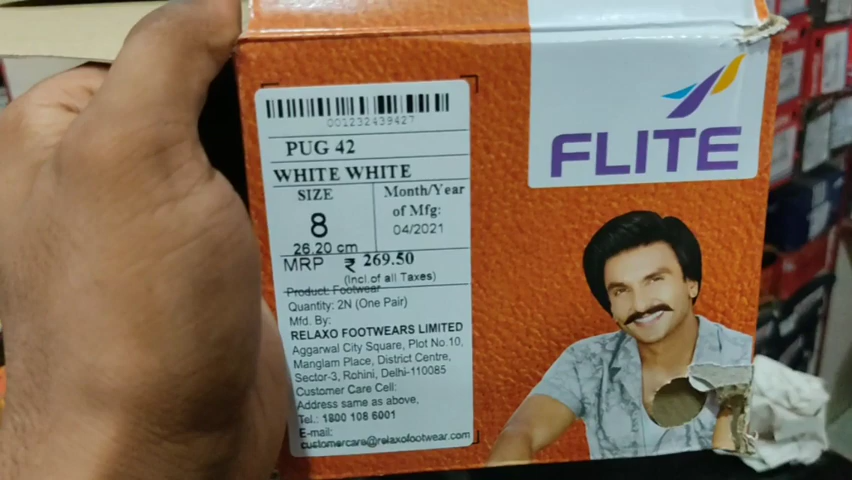 001232439427
PUG 42
WHITE WHITE
SIZE
8
26.20 cm
Month/Year
of Mfg:
04/2021
MRP ₹ 269.50
(Incl of all Taxes)
Product: Footwear
Quantity: 2N (One Pair)
Mfd. By:
RELAXO FOOTWEARS LIMITED
Aggarwal City Square, Plot No.10,
Manglam Place, District Centre,
Sector-3, Rohini, Delhi-110085
Customer Care Cell:
Address same as above,
Tel.: 1800 108 6001
E-mail:
customercare@relaxofootwear.com
FLITE